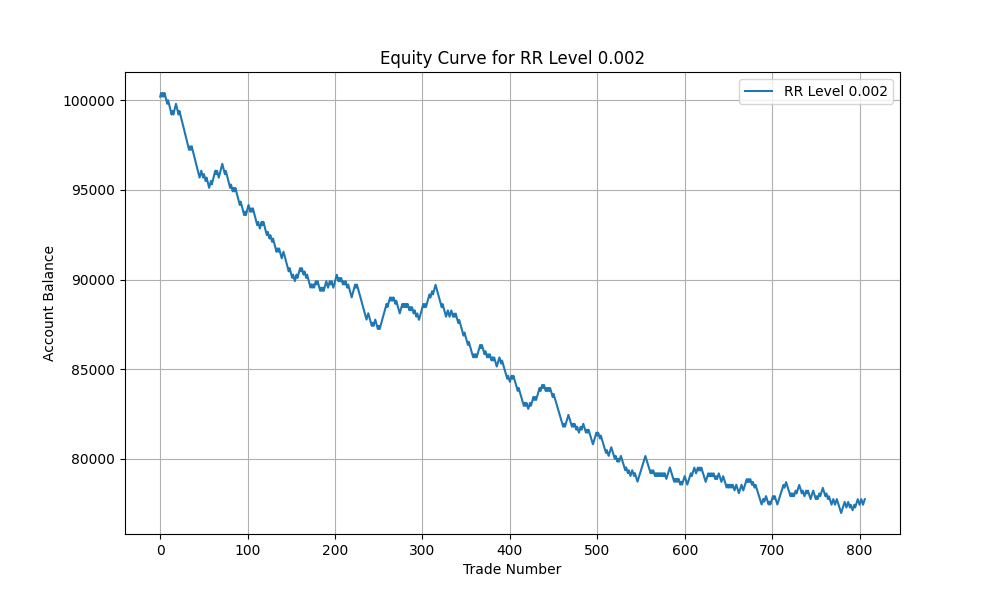 Equity Curve for RR Level 0.002
RR Level 0.002
100000
95000
90000
85000
80000
Account Balance
0 100 200 300 400 500 600 700 800
Trade Number